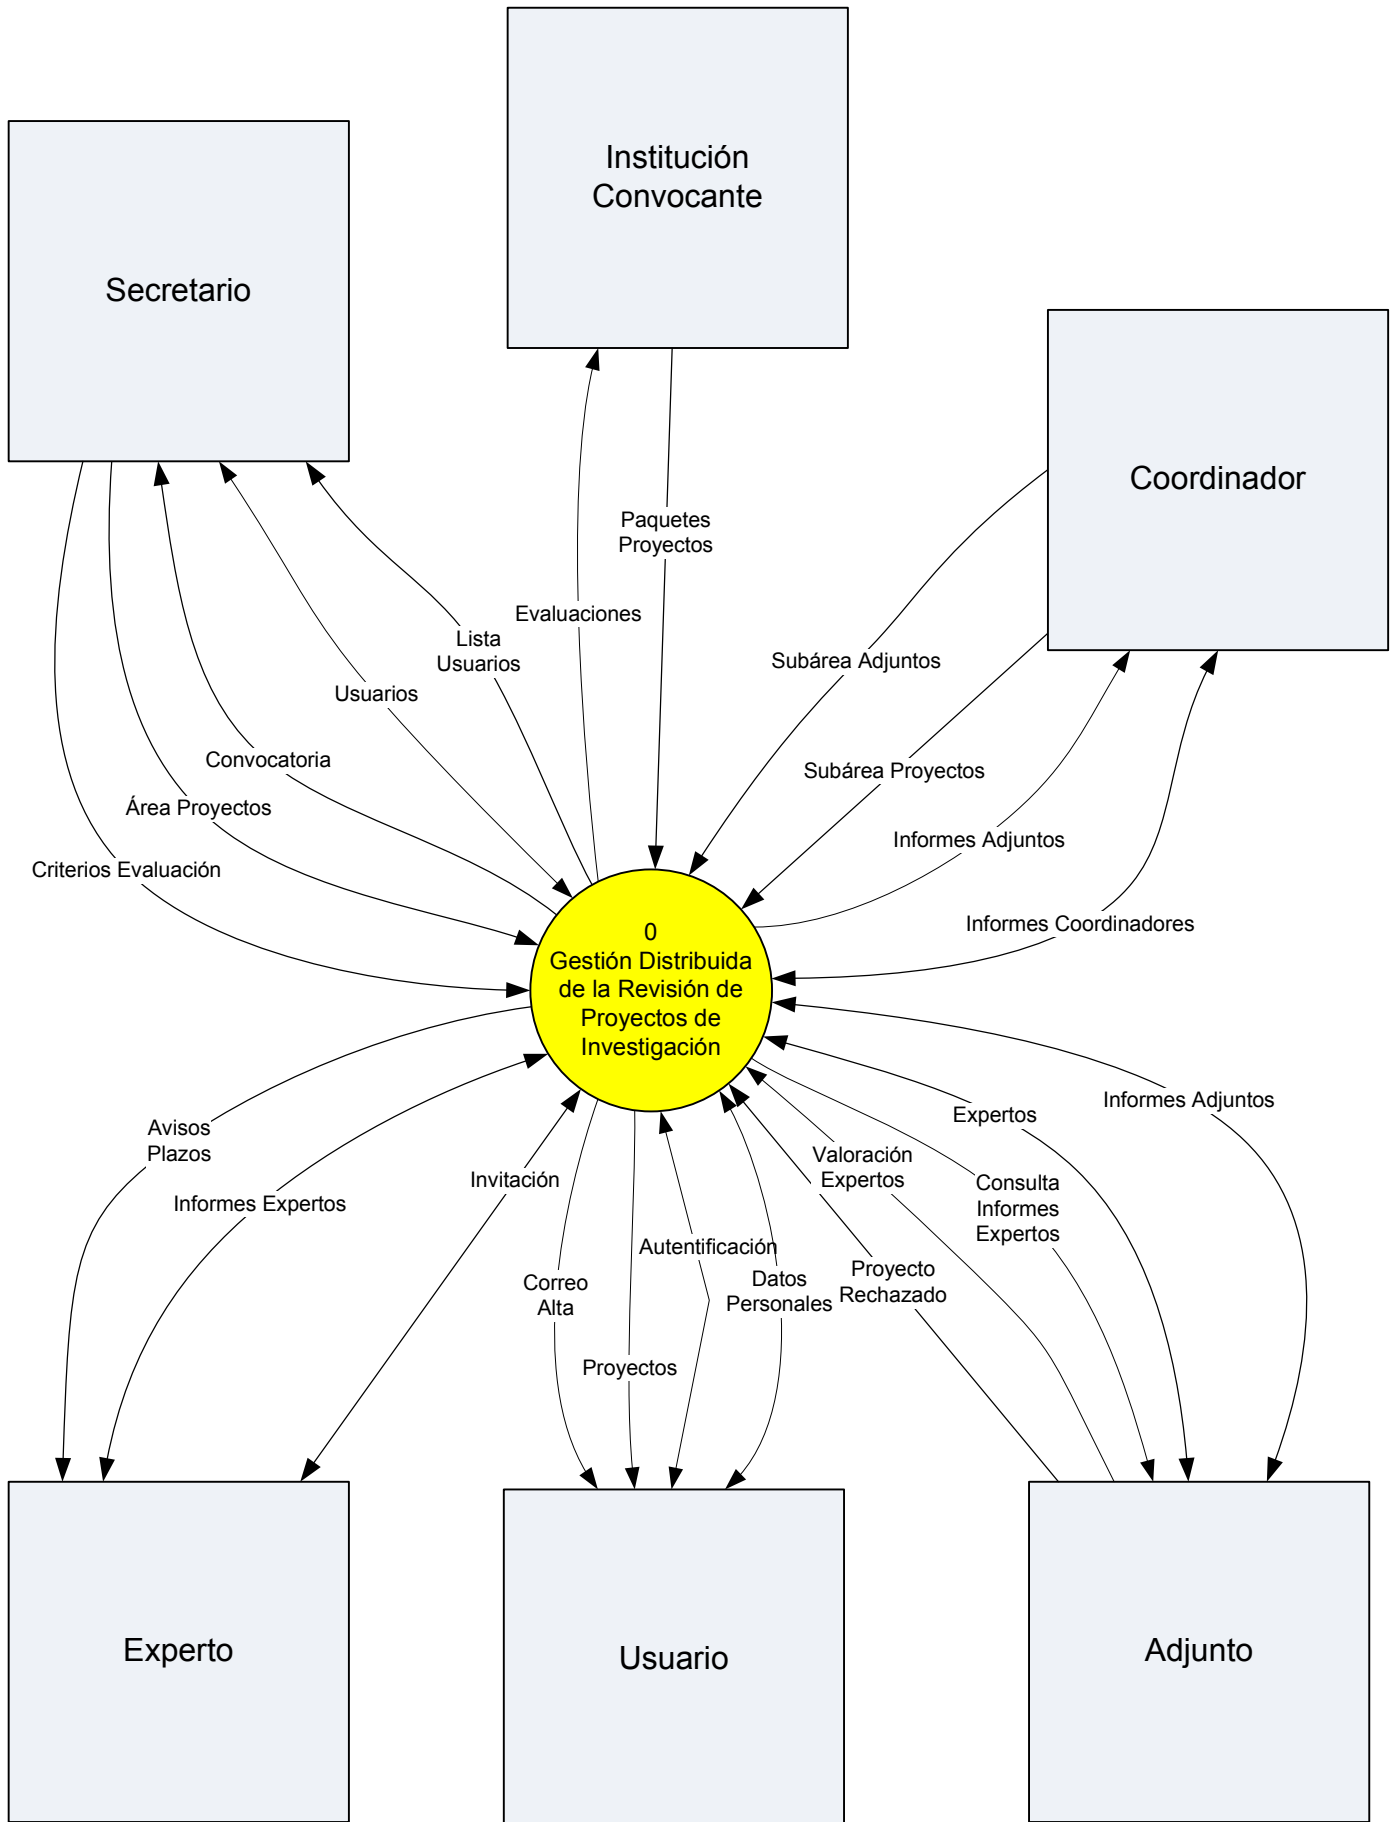 Institución
Convocante
Secretario
Coordinador
Paquetes
Proyectos
Evaluaciones
Lista
Usuarios
Subárea Adjuntos
Usuarios
Convocatoria
Subárea Proyectos
Área Proyectos
Informes Adjuntos
Criterios Evaluación
Informes Coordinadores
0
Gestión Distribuida
de la Revisión de
Proyectos de
Investigación
Avisos
Plazos
Informes Expertos
Invitación
Correo
Alta
Proyectos
Autentificación
Datos
Personales
Valoración
Expertos
Proyecto
Rechazado
Consulta
Informes
Expertos
Expertos
Informes Adjuntos
Experto
Usuario
Adjunto